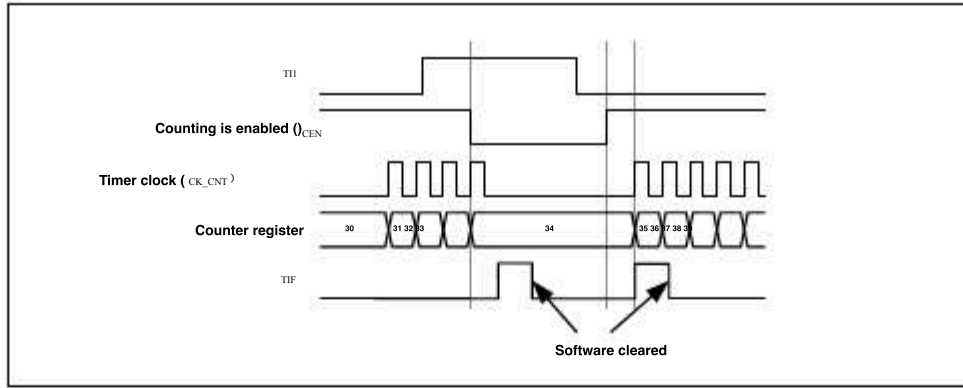 TI1
Counting is enabled ()CEN
Timer clock ( CK_CNT )
Counter register 30 31 32 33 34 35 36 37 38 39
TIF
Software cleared